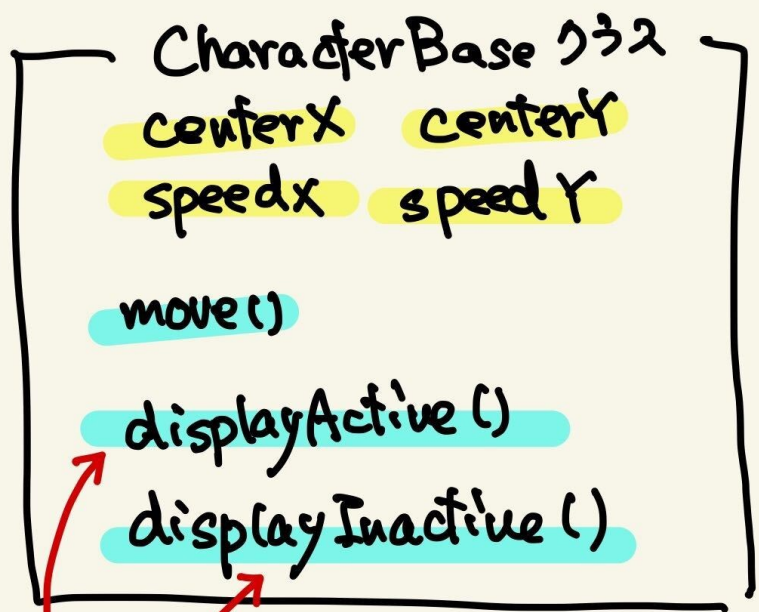 CharacterBase クラス
centerX centerY
speedX speedY
move()
displayActive()
displayInactive()